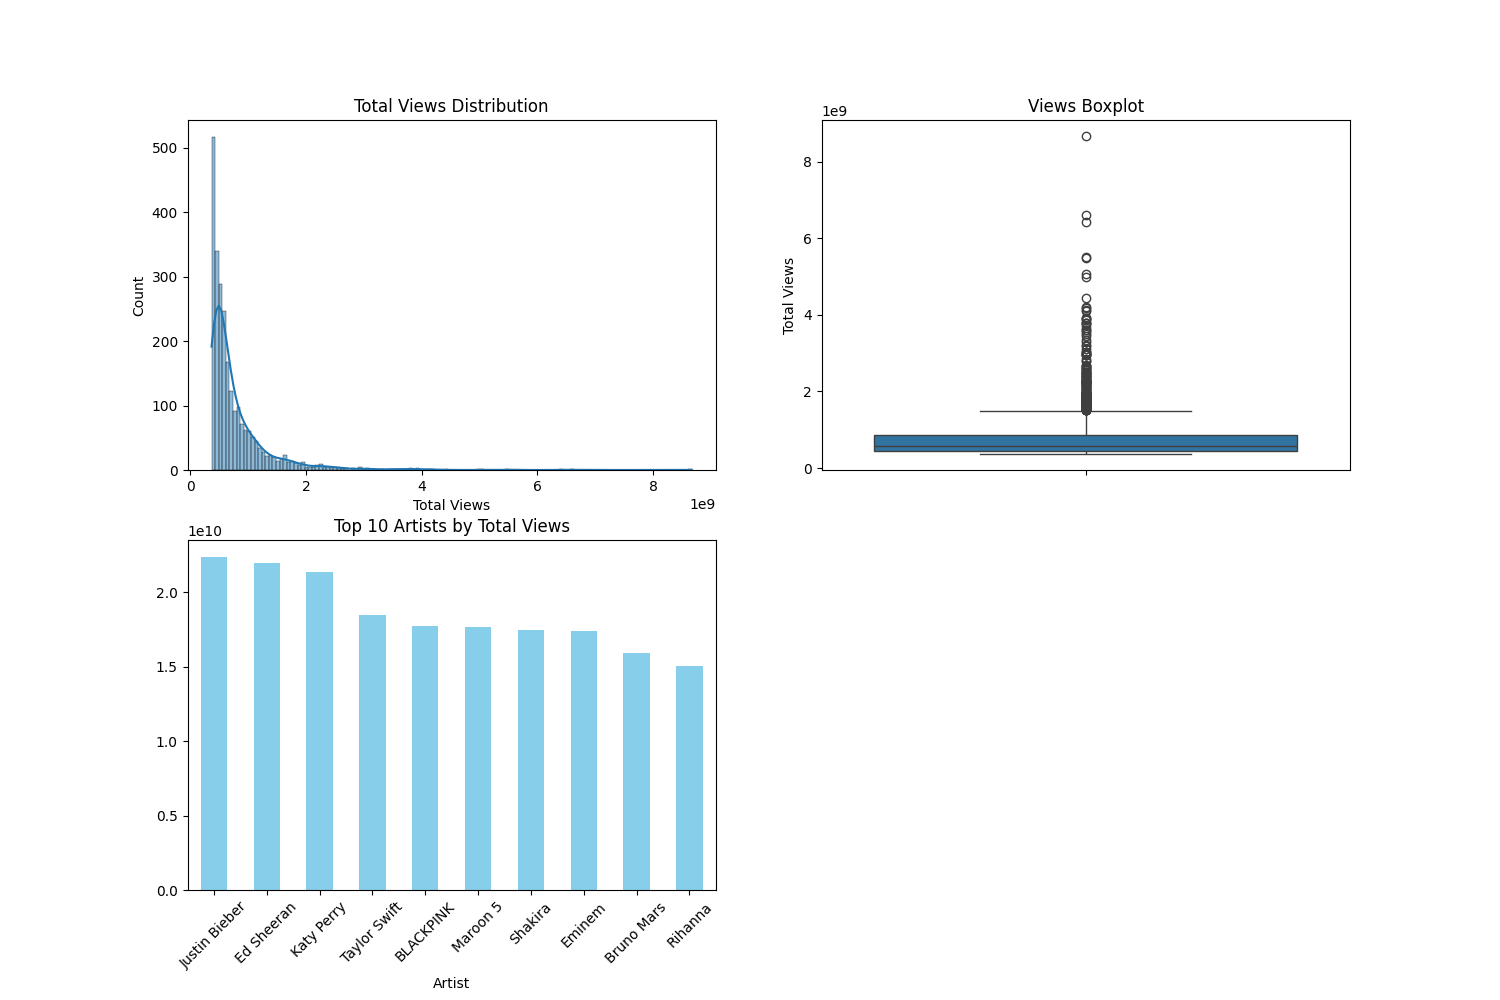 Total Views Distribution
Count
500
400
300
200
100
0
0 2 4 6 8
1e9
Total Views
Views Boxplot
1e9
Total Views
8
6
4
2
0
Top 10 Artists by Total Views
1e10
2.0
1.5
1.0
0.5
0.0
Justin Bieber
Ed Sheeran
Katy Perry
Taylor Swift
BLACKPINK
Maroon 5
Shakira
Eminem
Bruno Mars
Rihanna
Artist